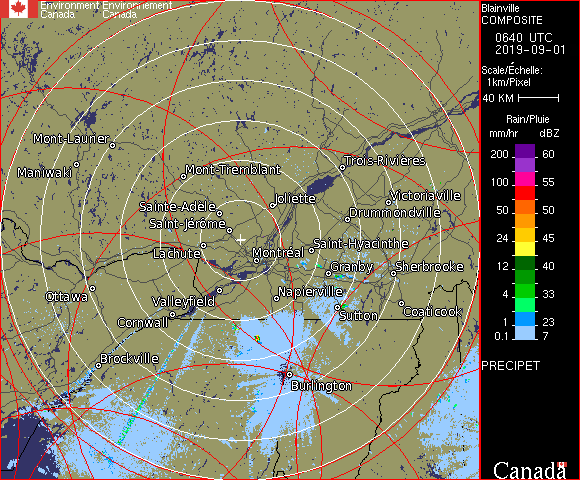 Environment Environnement
Canada Canada
Blainville
COMPOSITE
0640 UTC
2019-09-01
Scale/Échelle:
1km/Pixel
40 KM
Rain/Pluie
mm/hr dBZ
200 60
100 55
50 50
24 45
12 40
4 33
1 23
0.1 7
PRECIPET
Canada
Mont-Laurier
Maniwaki
Mont-Tremblant
Trois-Rivières
Joliette
Victoriaville
Sainte-Adèle
Drummondville
Saint-Jérôme
Saint-Hyacinthe
Lachute
Montréal
Granby
Sherbrooke
Ottawa
Valleyfield
Napierville
Cornwall
Sutton
Coaticook
Brockville
Burlington